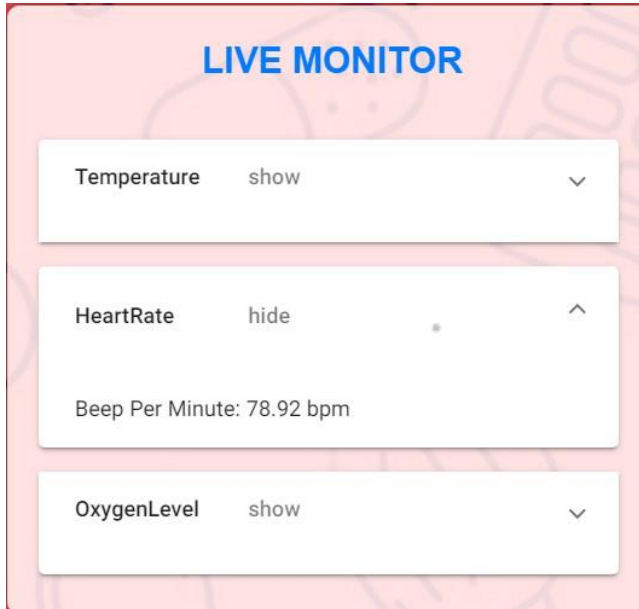 LIVE MONITOR
Temperature show
HeartRate hide
Beep Per Minute: 78.92 bpm
OxygenLevel show